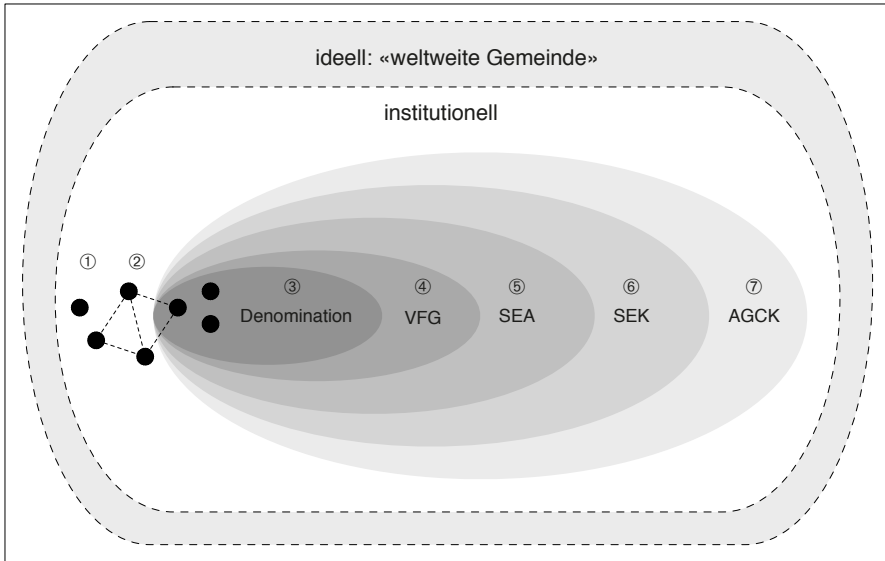 ideell: «weltweite Gemeinde»
institutionell
① ② ③ ④ ⑤ ⑥ ⑦
Denomination VFG SEA SEK AGCK